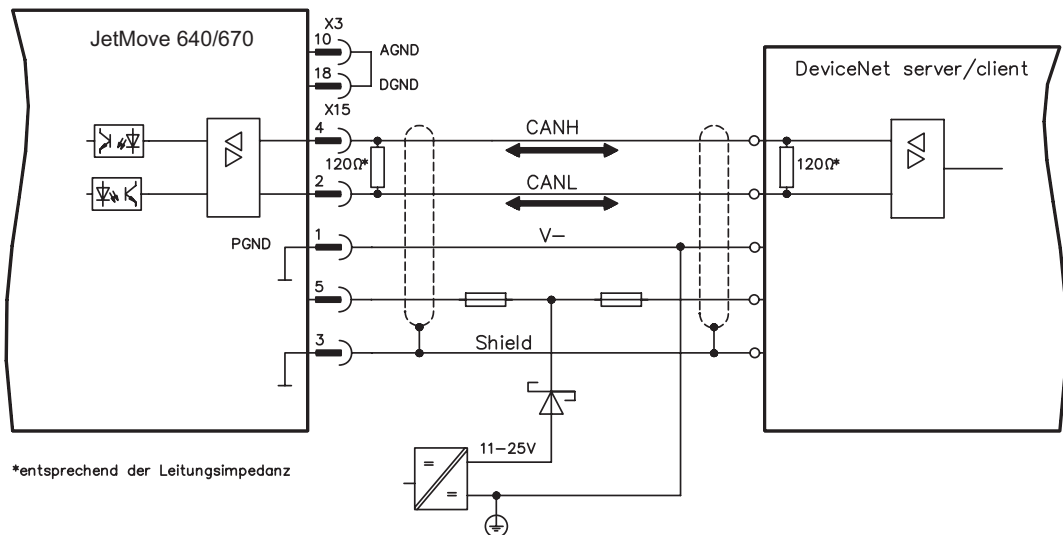 JetMove 640/670
X3
10
AGND
18
DGND
X15
4
120Ω*
2
PGND
1
5
3
CANH
CANL
V-
Shield
11-25V
=
=
DeviceNet server/client
120Ω*
*entsprechend der Leitungsimpedanz